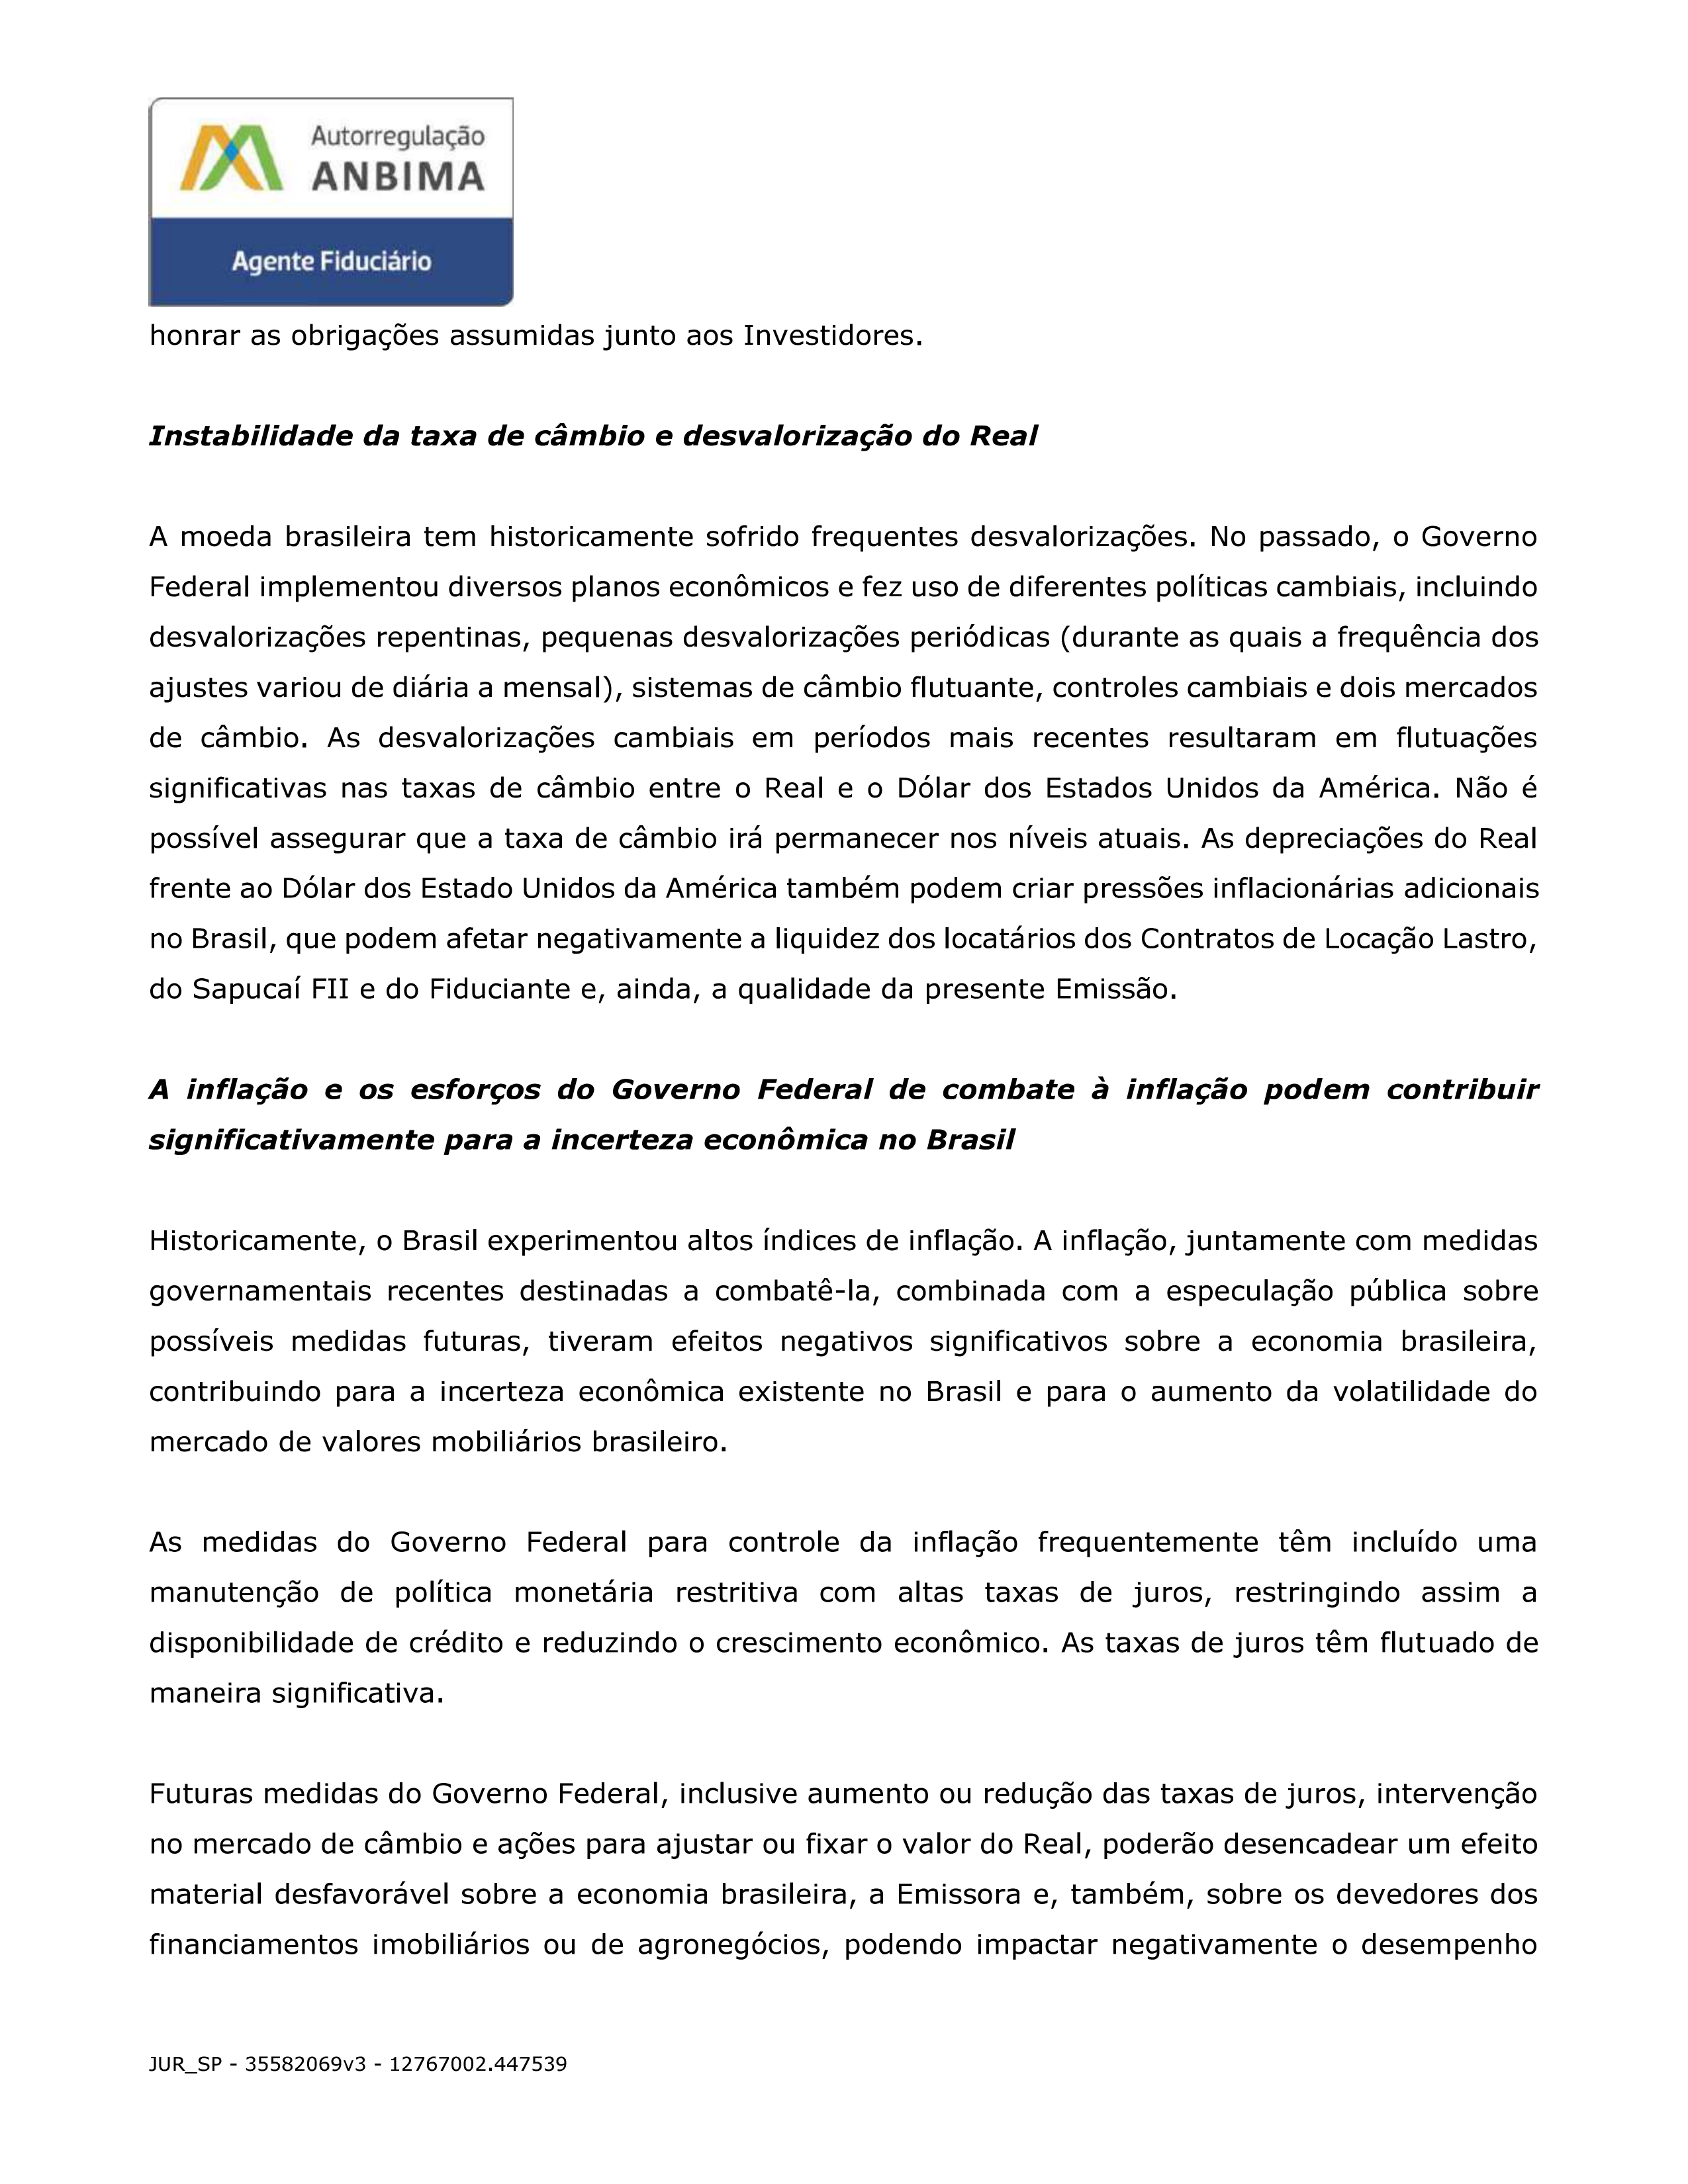 Autorregulação
ANBIMA
Agente Fiduciário
honrar as obrigações assumidas junto aos Investidores.
Instabilidade da taxa de câmbio e desvalorização do Real
A moeda brasileira tem historicamente sofrido frequentes desvalorizações. No passado, o Governo
Federal implementou diversos planos econômicos e fez uso de diferentes políticas cambiais, incluindo
desvalorizações repentinas, pequenas desvalorizações periódicas (durante as quais a frequência dos
ajustes variou de diária a mensal), sistemas de câmbio flutuante, controles cambiais e dois mercados
de câmbio. As desvalorizações cambiais em períodos mais recentes resultaram em flutuações
significativas nas taxas de câmbio entre o Real e o Dólar dos Estados Unidos da América. Não é
possível assegurar que a taxa de câmbio irá permanecer nos níveis atuais. As depreciações do Real
frente ao Dólar dos Estado Unidos da América também podem criar pressões inflacionárias adicionais
no Brasil, que podem afetar negativamente a liquidez dos locatários dos Contratos de Locação Lastro,
do Sapucaí FII e do Fiduciante e, ainda, a qualidade da presente Emissão.
A inflação e os esforços do Governo Federal de combate à inflação podem contribuir
significativamente para a incerteza econômica no Brasil
Historicamente, o Brasil experimentou altos índices de inflação. A inflação, juntamente com medidas
governamentais recentes destinadas a combatê-la, combinada com a especulação pública sobre
possíveis medidas futuras, tiveram efeitos negativos significativos sobre a economia brasileira,
contribuindo para a incerteza econômica existente no Brasil e para o aumento da volatilidade do
mercado de valores mobiliários brasileiro.
As medidas do Governo Federal para controle da inflação frequentemente têm incluído uma
manutenção de política monetária restritiva com altas taxas de juros, restringindo assim a
disponibilidade de crédito e reduzindo o crescimento econômico. As taxas de juros têm flutuado de
maneira significativa.
Futuras medidas do Governo Federal, inclusive aumento ou redução das taxas de juros, intervenção
no mercado de câmbio e ações para ajustar ou fixar o valor do Real, poderão desencadear um efeito
material desfavorável sobre a economia brasileira, a Emissora e, também, sobre os devedores dos
financiamentos imobiliários ou de agronegócios, podendo impactar negativamente o desempenho
JUR_SP - 35582069v3 - 12767002.447539